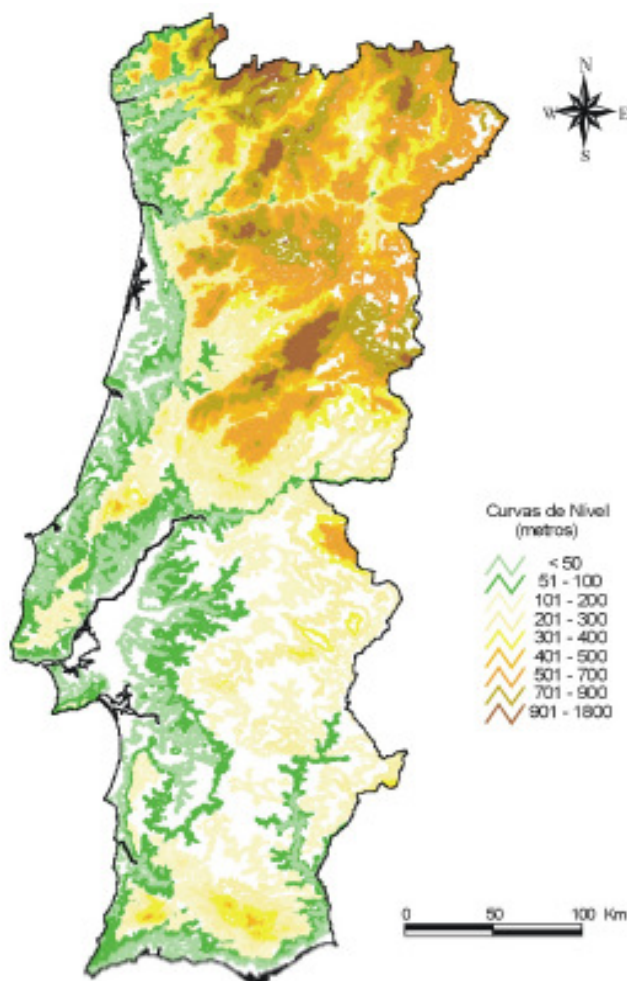 N
W E
S
Curvas de Nível
(metros)
< 50
51 - 100
101 - 200
201 - 300
301 - 400
401 - 500
501 - 700
701 - 900
901 - 1800
0 50 100 Km